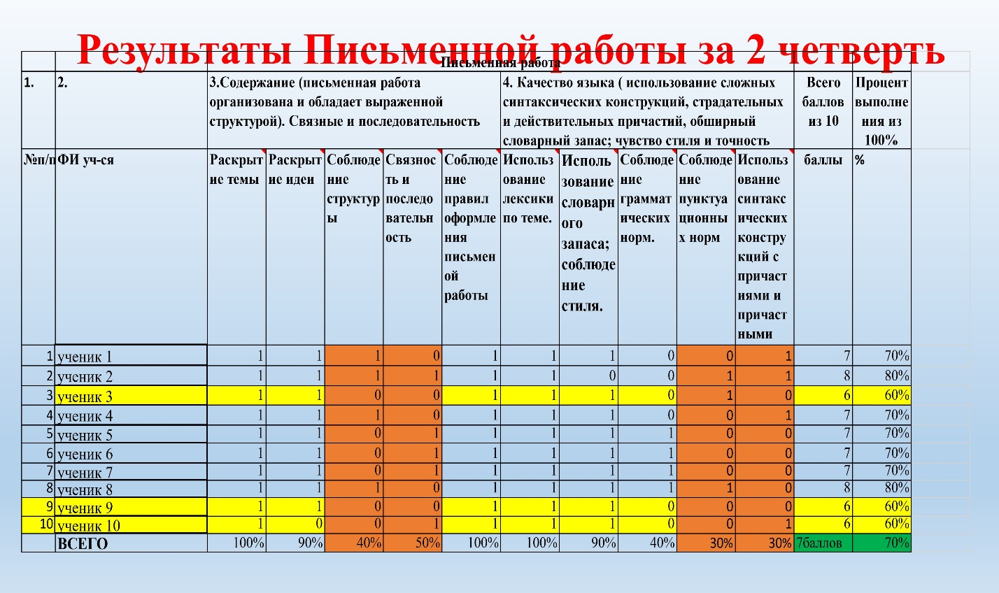 Результаты Письменной работы за 2 четверть
Письменная работа
1. 2. 3.Содержание (письменная работа организована и обладает выраженной структурой). Связные и последовательность 4. Качество языка ( использование сложных синтаксических конструкций, страдательных и действительных причастий, обширный словарный запас; чувство стиля и точность Всего баллов из 10 Процент выполнения из 100%
№п/п ФИ уч-ся Раскрытие темы Раскрытие идеи Соблюдение структуры Связность и последовательность Соблюдение правил оформления письменой работы Использование лексики по теме. Исользование словарного запаса; соблюдение стиля. Соблюдение грамматических норм. Соблюдение пунктуационных норм Использование синтаксических конструкций с причастиями и причастными баллы %
1 ученик 1 1 1 1 0 1 1 1 0 0 1 7 70%
2 ученик 2 1 1 1 1 1 1 0 0 1 1 8 80%
3 ученик 3 1 1 0 0 1 1 1 0 1 0 6 60%
4 ученик 4 1 1 1 0 1 1 1 0 0 1 7 70%
5 ученик 5 1 1 0 1 1 1 1 1 0 0 7 70%
6 ученик 6 1 1 0 1 1 1 1 1 0 0 7 70%
7 ученик 7 1 1 0 1 1 1 1 1 0 0 7 70%
8 ученик 8 1 1 1 0 1 1 1 1 1 0 8 80%
9 ученик 9 1 1 0 0 1 1 1 0 0 0 6 60%
10 ученик 10 1 0 0 1 1 1 1 0 0 1 6 60%
ВСЕГО 100% 90% 40% 50% 100% 100% 90% 40% 30% 30% 7баллов 70%